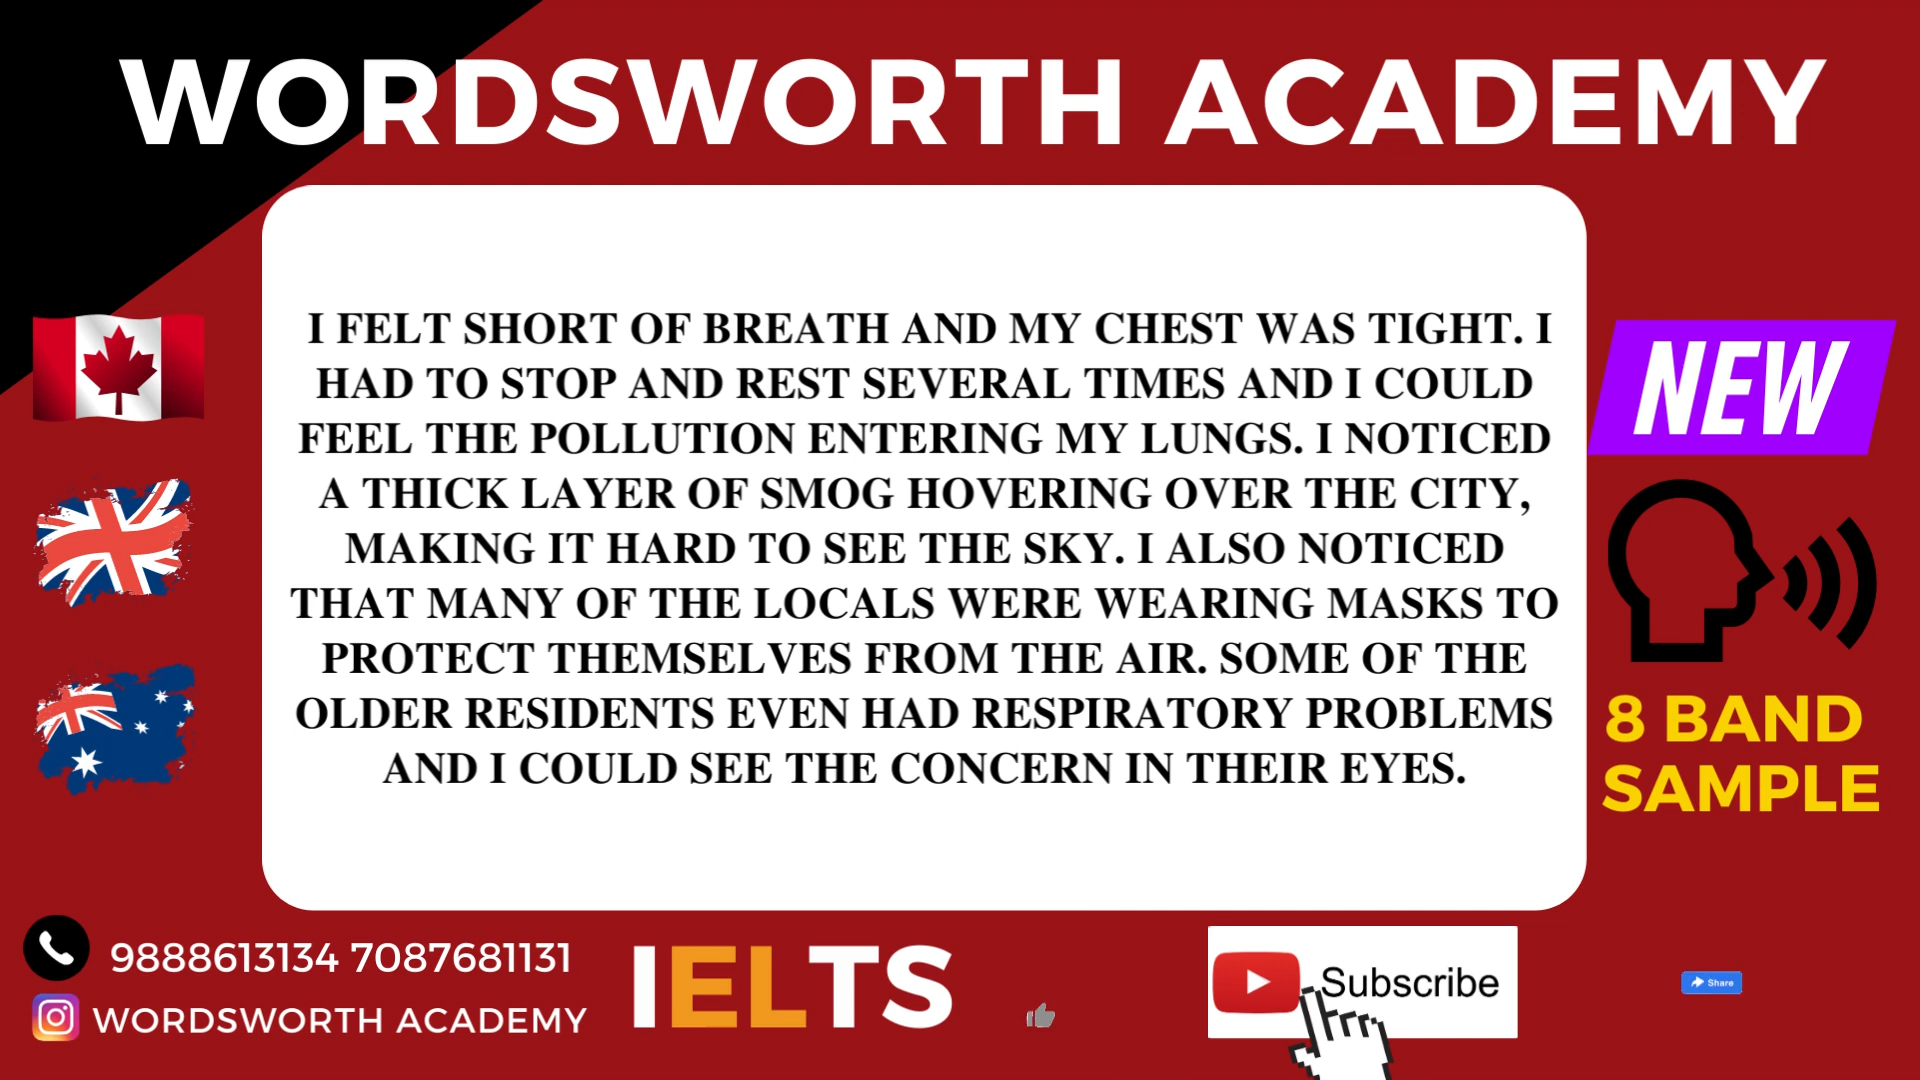 WORDSWORTH ACADEMY
I FELT SHORT OF BREATH AND MY CHEST WAS TIGHT. I
HAD TO STOP AND REST SEVERAL TIMES AND I COULD
FEEL THE POLLUTION ENTERING MY LUNGS. I NOTICED
A THICK LAYER OF SMOG HOVERING OVER THE CITY,
MAKING IT HARD TO SEE THE SKY. I ALSO NOTICED
THAT MANY OF THE LOCALS WERE WEARING MASKS TO
PROTECT THEMSELVES FROM THE AIR. SOME OF THE
OLDER RESIDENTS EVEN HAD RESPIRATORY PROBLEMS
AND I COULD SEE THE CONCERN IN THEIR EYES.
NEW
8 BAND
SAMPLE
9888613134 7087681131
WORDSWORTH ACADEMY
IELTS
Subscribe
Share